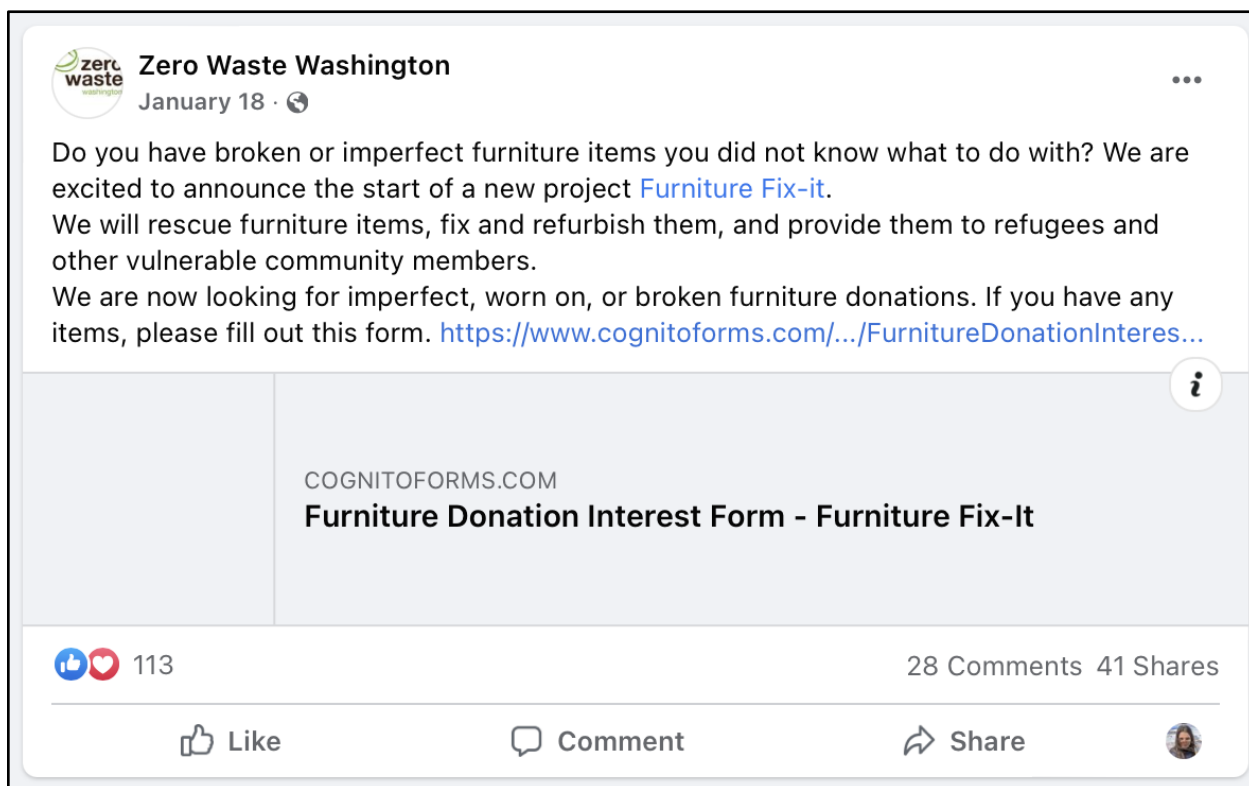 zero
waste
washington
Zero Waste Washington
January 18 ·
Do you have broken or imperfect furniture items you did not know what to do with? We are
excited to announce the start of a new project Furniture Fix-it.
We will rescue furniture items, fix and refurbish them, and provide them to refugees and
other vulnerable community members.
We are now looking for imperfect, worn on, or broken furniture donations. If you have any
items, please fill out this form. https://www.cognitoforms.com/.../FurnitureDonationInteres...
i
COGNITOFORMS.COM
Furniture Donation Interest Form - Furniture Fix-It
113
28 Comments 41 Shares
Like Comment Share